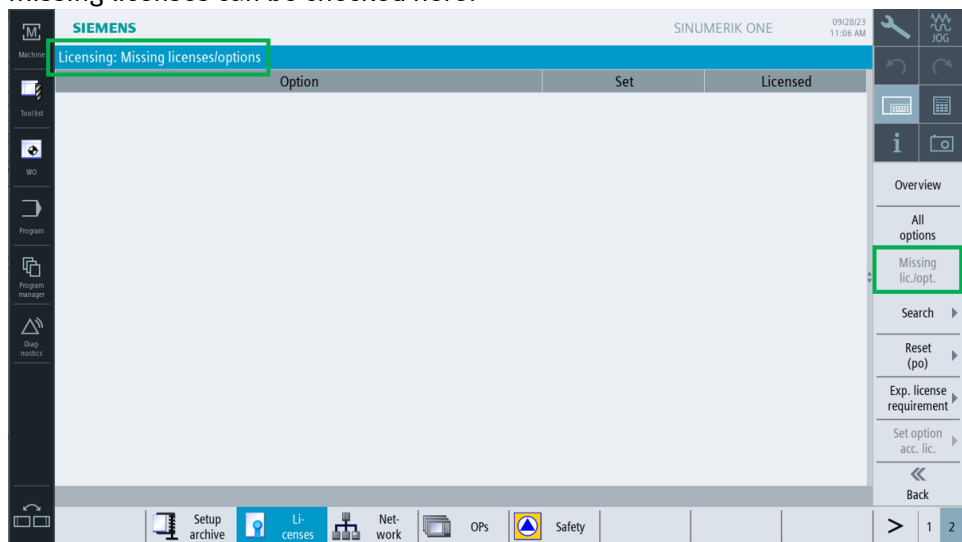 missing licenses can be checked here.
SIEMENS
SINUMERIK ONE
09/28/23
11:06 AM
M
Machine
JOG
Licensing: Missing licenses/options
Option Set Licensed
Tool list
WO
Program
Program
manager
Diag-
nostics
i
Overview
All
options
Missing
lic./opt.
Search
Reset
(po)
Exp. license
requirement
Set option
acc. lic.
Back
Setup
archive
Li-
censes
Net-
work
OPs
Safety
> 1 2